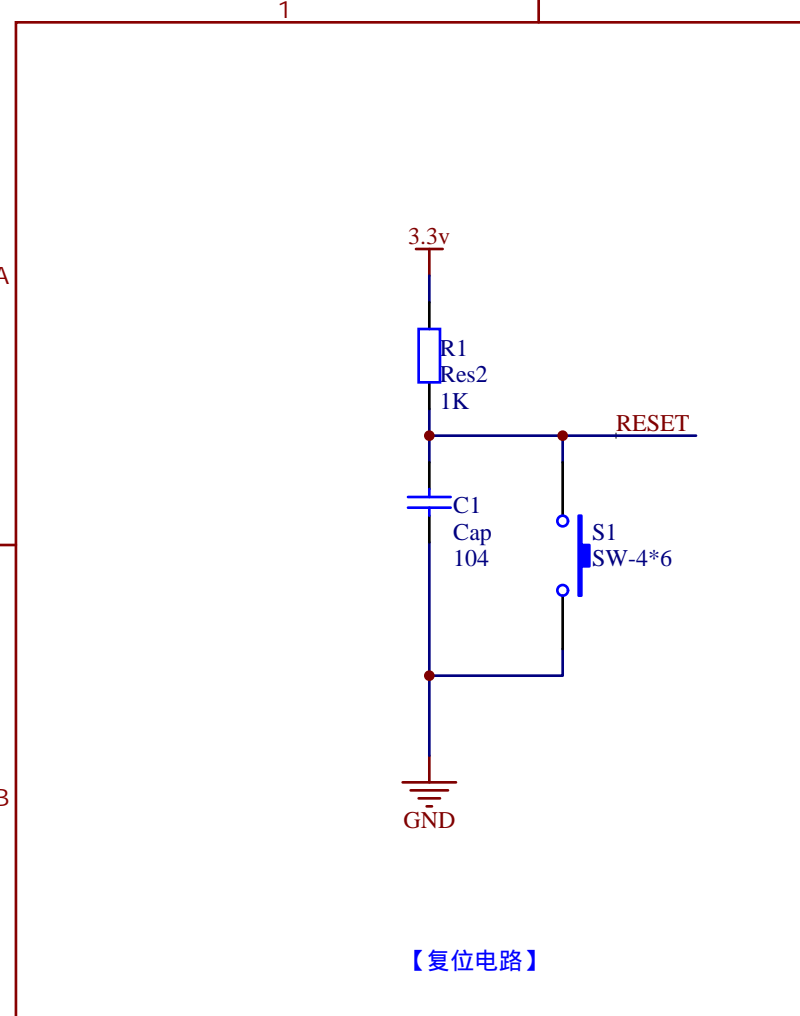 1
A
3.3v
R1
Res2
1K
RESET
C1
Cap
104
S1
SW-4*6
B
GND
【复位电路】